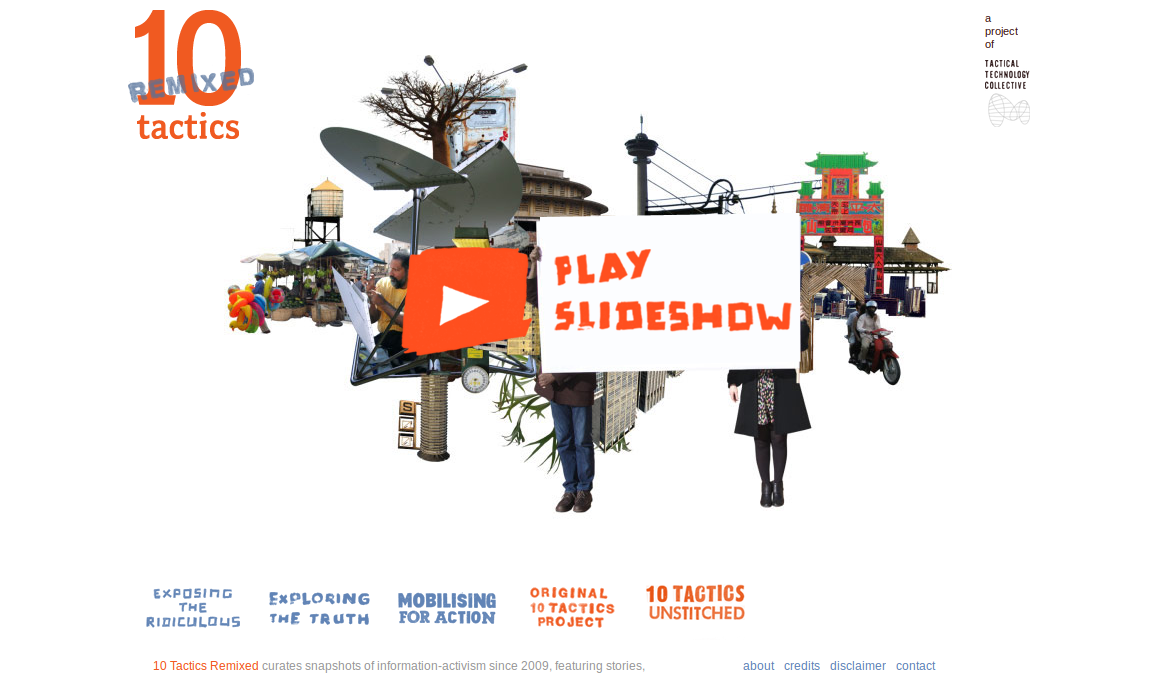 10
REMIXED
tactics
a
project
of
TACTICAL
TECHNOLOGY
COLLECTIVE
PLAY
SLIDESHOW
S
EXPOSING
THE
RIDICULOUS
EXPLORING
THE TRUTH
MOBILISING
FOR ACTION
ORIGINAL
10 TACTICS
PROJECT
10 TACTICS
UNSTITCHED
10 Tactics Remixed curates snapshots of information-activism since 2009, featuring stories,
about credits disclaimer contact